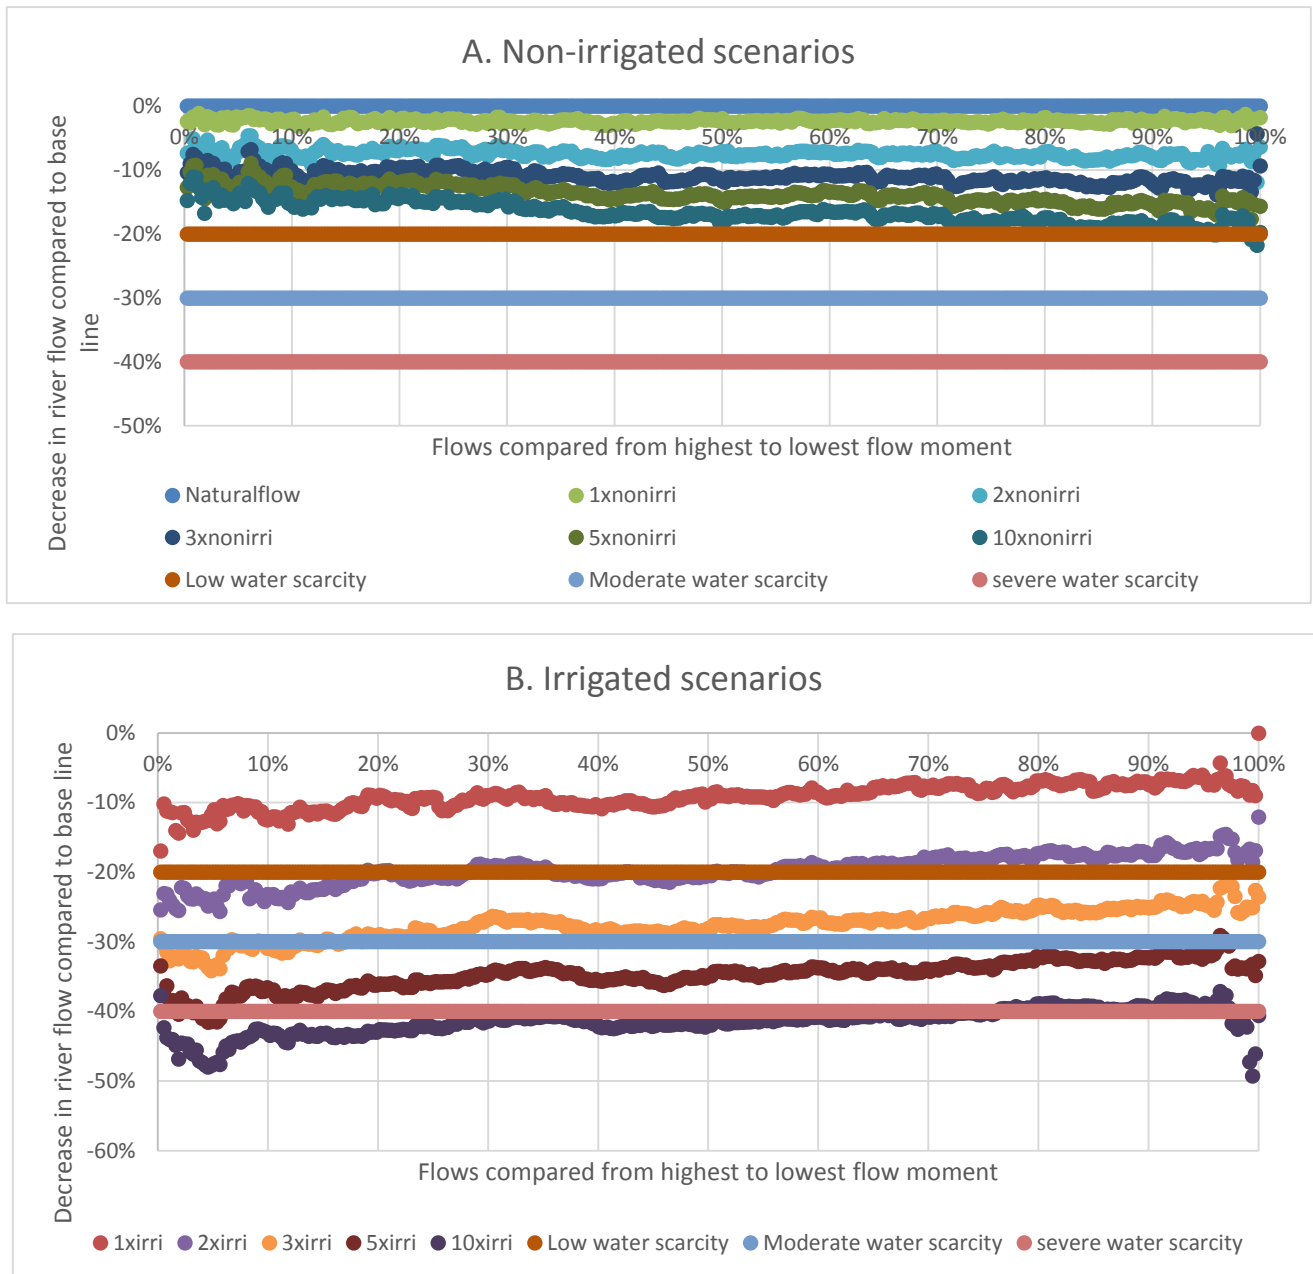 A. Non-irrigated scenarios
Decrease in river flow compared to base
line
0%
-10%
-20%
-30%
-40%
-50%
0% 10% 20% 30% 40% 50% 60% 70% 80% 90% 100%
Flows compared from highest to lowest flow moment
Naturalflow 1xnonirri 2xnonirri
3xnonirri 5xnonirri 10xnonirri
Low water scarcity Moderate water scarcity severe water scarcity
B. Irrigated scenarios
Decrease in river flow compared to base line
0%
-10%
-20%
-30%
-40%
-50%
-60%
0% 10% 20% 30% 40% 50% 60% 70% 80% 90% 100%
Flows compared from highest to lowest flow moment
1xirri 2xirri 3xirri 5xirri 10xirri Low water scarcity Moderate water scarcity severe water scarcity